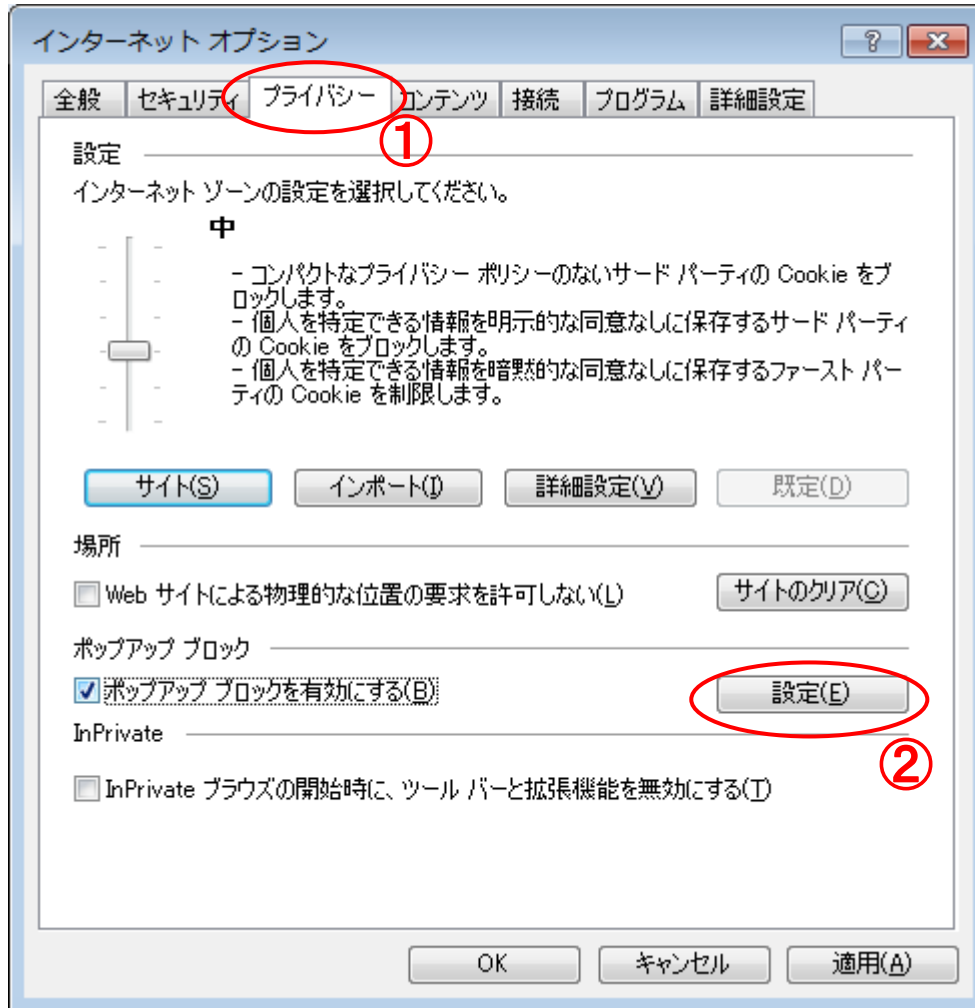 インターネット オプション
全般 セキュリティ プライバシー コンテンツ 接続 プログラム 詳細設定
①
設定
インターネット ゾーンの設定を選択してください。
中
- コンパクトなプライバシー ポリシーのないサード パーティの Cookie をブ
ロックします。
- 個人を特定できる情報を明示的な同意なしに保存するサード パーティ
の Cookie をブロックします。
- 個人を特定できる情報を暗黙的な同意なしに保存するファースト パー
ティの Cookie を制限します。
サイト(S) インポート(I) 詳細設定(V) 既定(D)
場所
Web サイトによる物理的な位置の要求を許可しない(L) サイトのクリア(C)
ポップアップ ブロック
ポップアップ ブロックを有効にする(B) 設定(E)
InPrivate
②
InPrivate ブラウズの開始時に、ツール バーと拡張機能を無効にする(T)
OK キャンセル 適用(A)